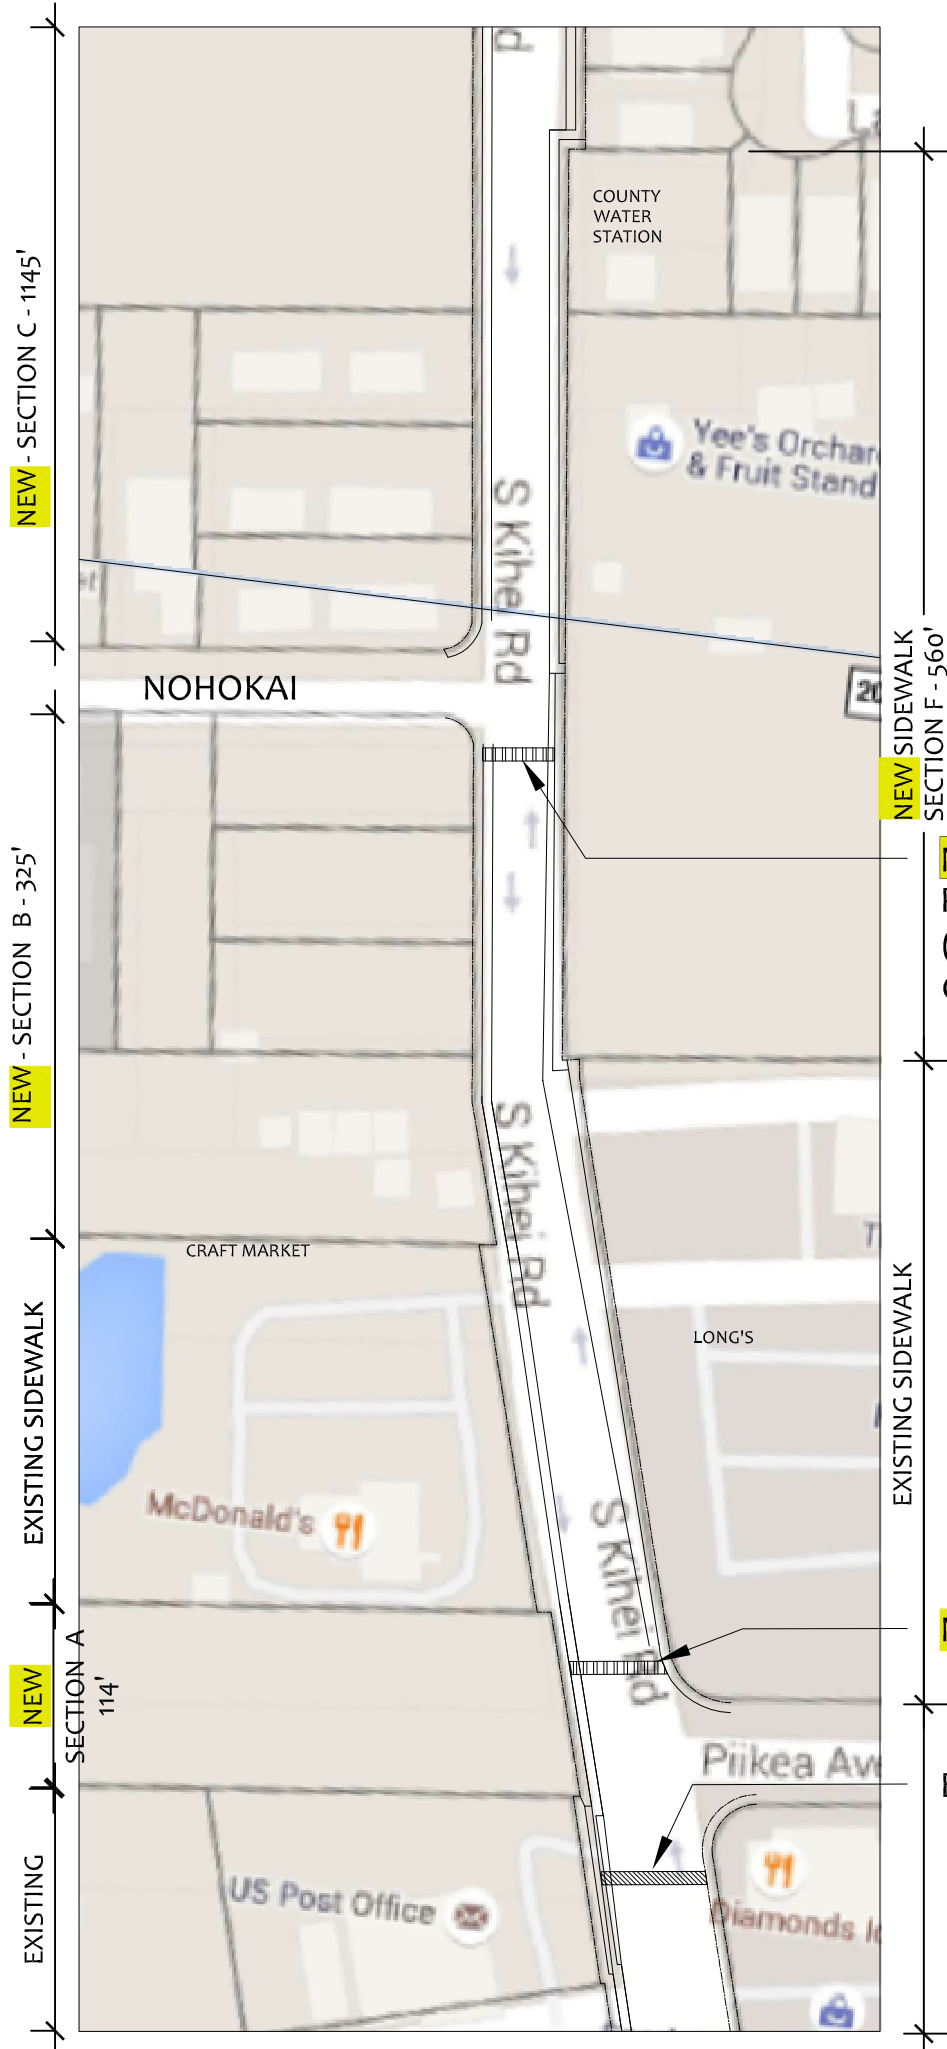 COUNTY
WATER
STATION
NEW - SECTION C - 1145'
Yee's Orchar
& Fruit Stand
S Kihe Rd
NOHOKAI
20
NEW SIDEWALK
SECTION F - 560'
NEW - SECTION B - 325'
S Kihei Rd
CRAFT MARKET
LONG'S
EXISTING SIDEWALK
EXISTING SIDEWALK
McDonald's
S Kihei Rd
NEW
SECTION A
114'
Piikea Ave
EXISTING
US Post Office
Diamonds Ic